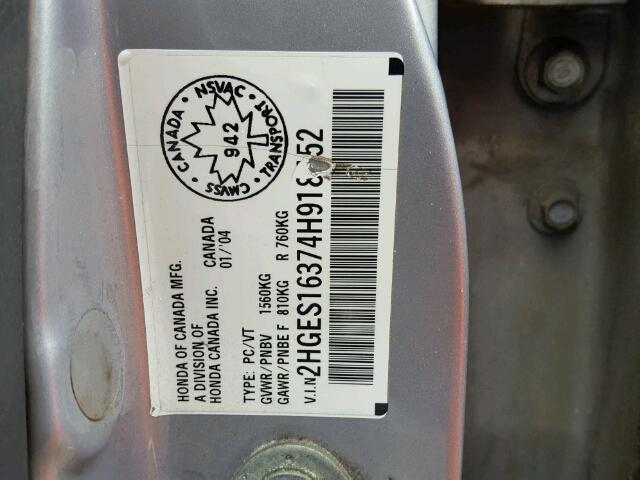 HONDA OF CANADA MFG.
A DIVISION OF
HONDA CANADA INC.
CANADA
01/'04
TYPE: PC/VT
GVWR/PNBV 1560KG
GAWR/PNBE F 810KG R 760KG
V.I.N.
CANADA · NSVAC · TRANSPORT · CMVSS ·
942